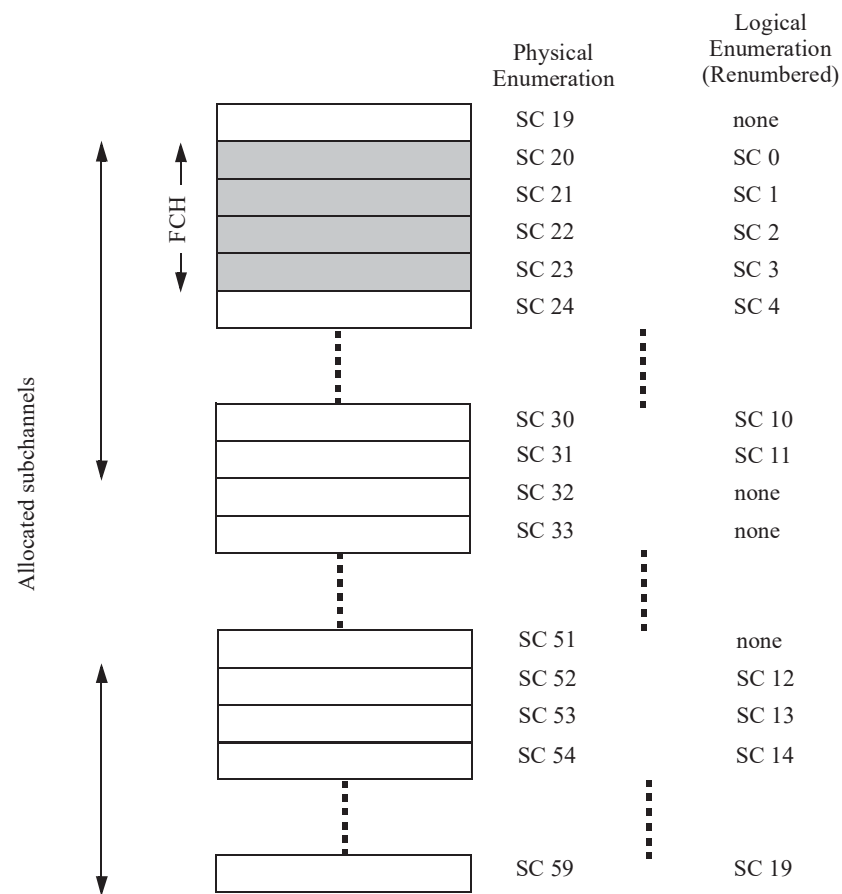 Physical
Enumeration
Logical
Enumeration
(Renumbered)
SC 19 none
SC 20 SC 0
SC 21 SC 1
SC 22 SC 2
SC 23 SC 3
SC 24 SC 4
FCH
SC 30 SC 10
SC 31 SC 11
SC 32 none
SC 33 none
Allocated subchannels
SC 51 none
SC 52 SC 12
SC 53 SC 13
SC 54 SC 14
SC 59 SC 19